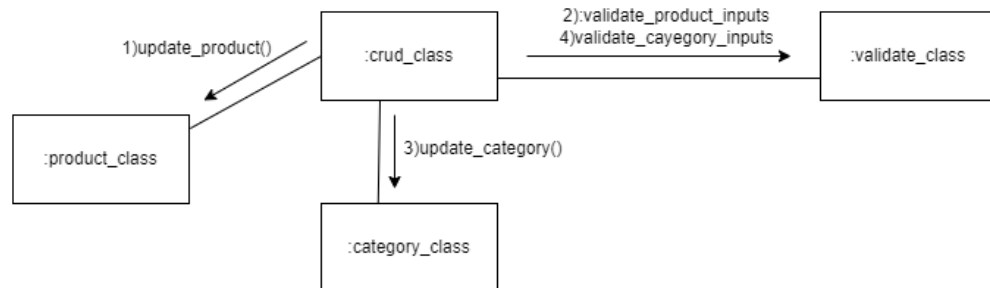 2):validate_product_inputs
4)validate_cayegory_inputs
1)update_product()
:crud_class
:validate_class
:product_class
3)update_category()
:category_class